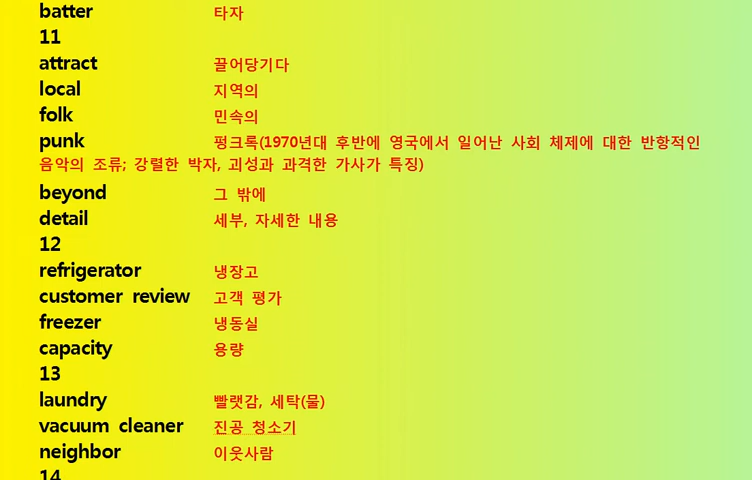 batter 타자
11
attract 끌어당기다
local 지역의
folk 민속의
punk 펑크록(1970년대 후반에 영국에서 일어난 사회 체제에 대한 반항적인
음악의 조류; 강렬한 박자, 괴성과 과격한 가사가 특징)
beyond 그 밖에
detail 세부, 자세한 내용
12
refrigerator 냉장고
customer review 고객 평가
freezer 냉동실
capacity 용량
13
laundry 빨랫감, 세탁(물)
vacuum cleaner 진공 청소기
neighbor 이웃사람
14